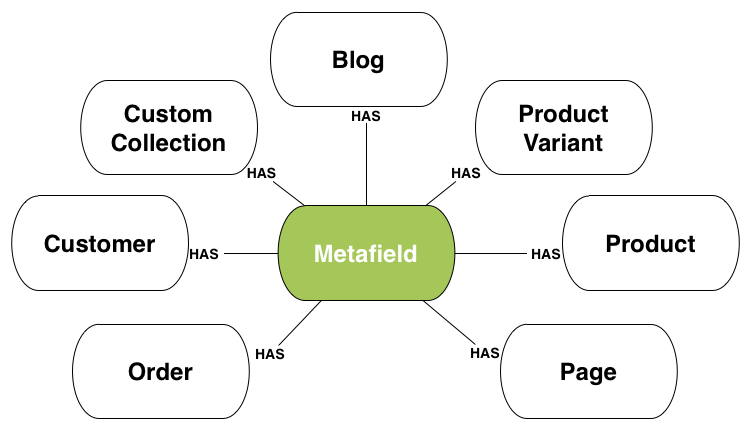 Blog
HAS
Custom
Collection
HAS
Product
Variant
HAS
Customer
HAS
Metafield
HAS
Product
Order
HAS
HAS
Page